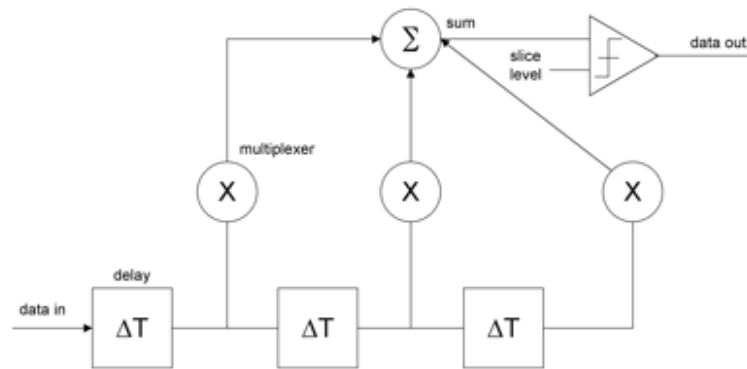 sum
Σ
data out
slice
level
multiplexer
X
X
X
delay
data in
ΔT
ΔT
ΔT